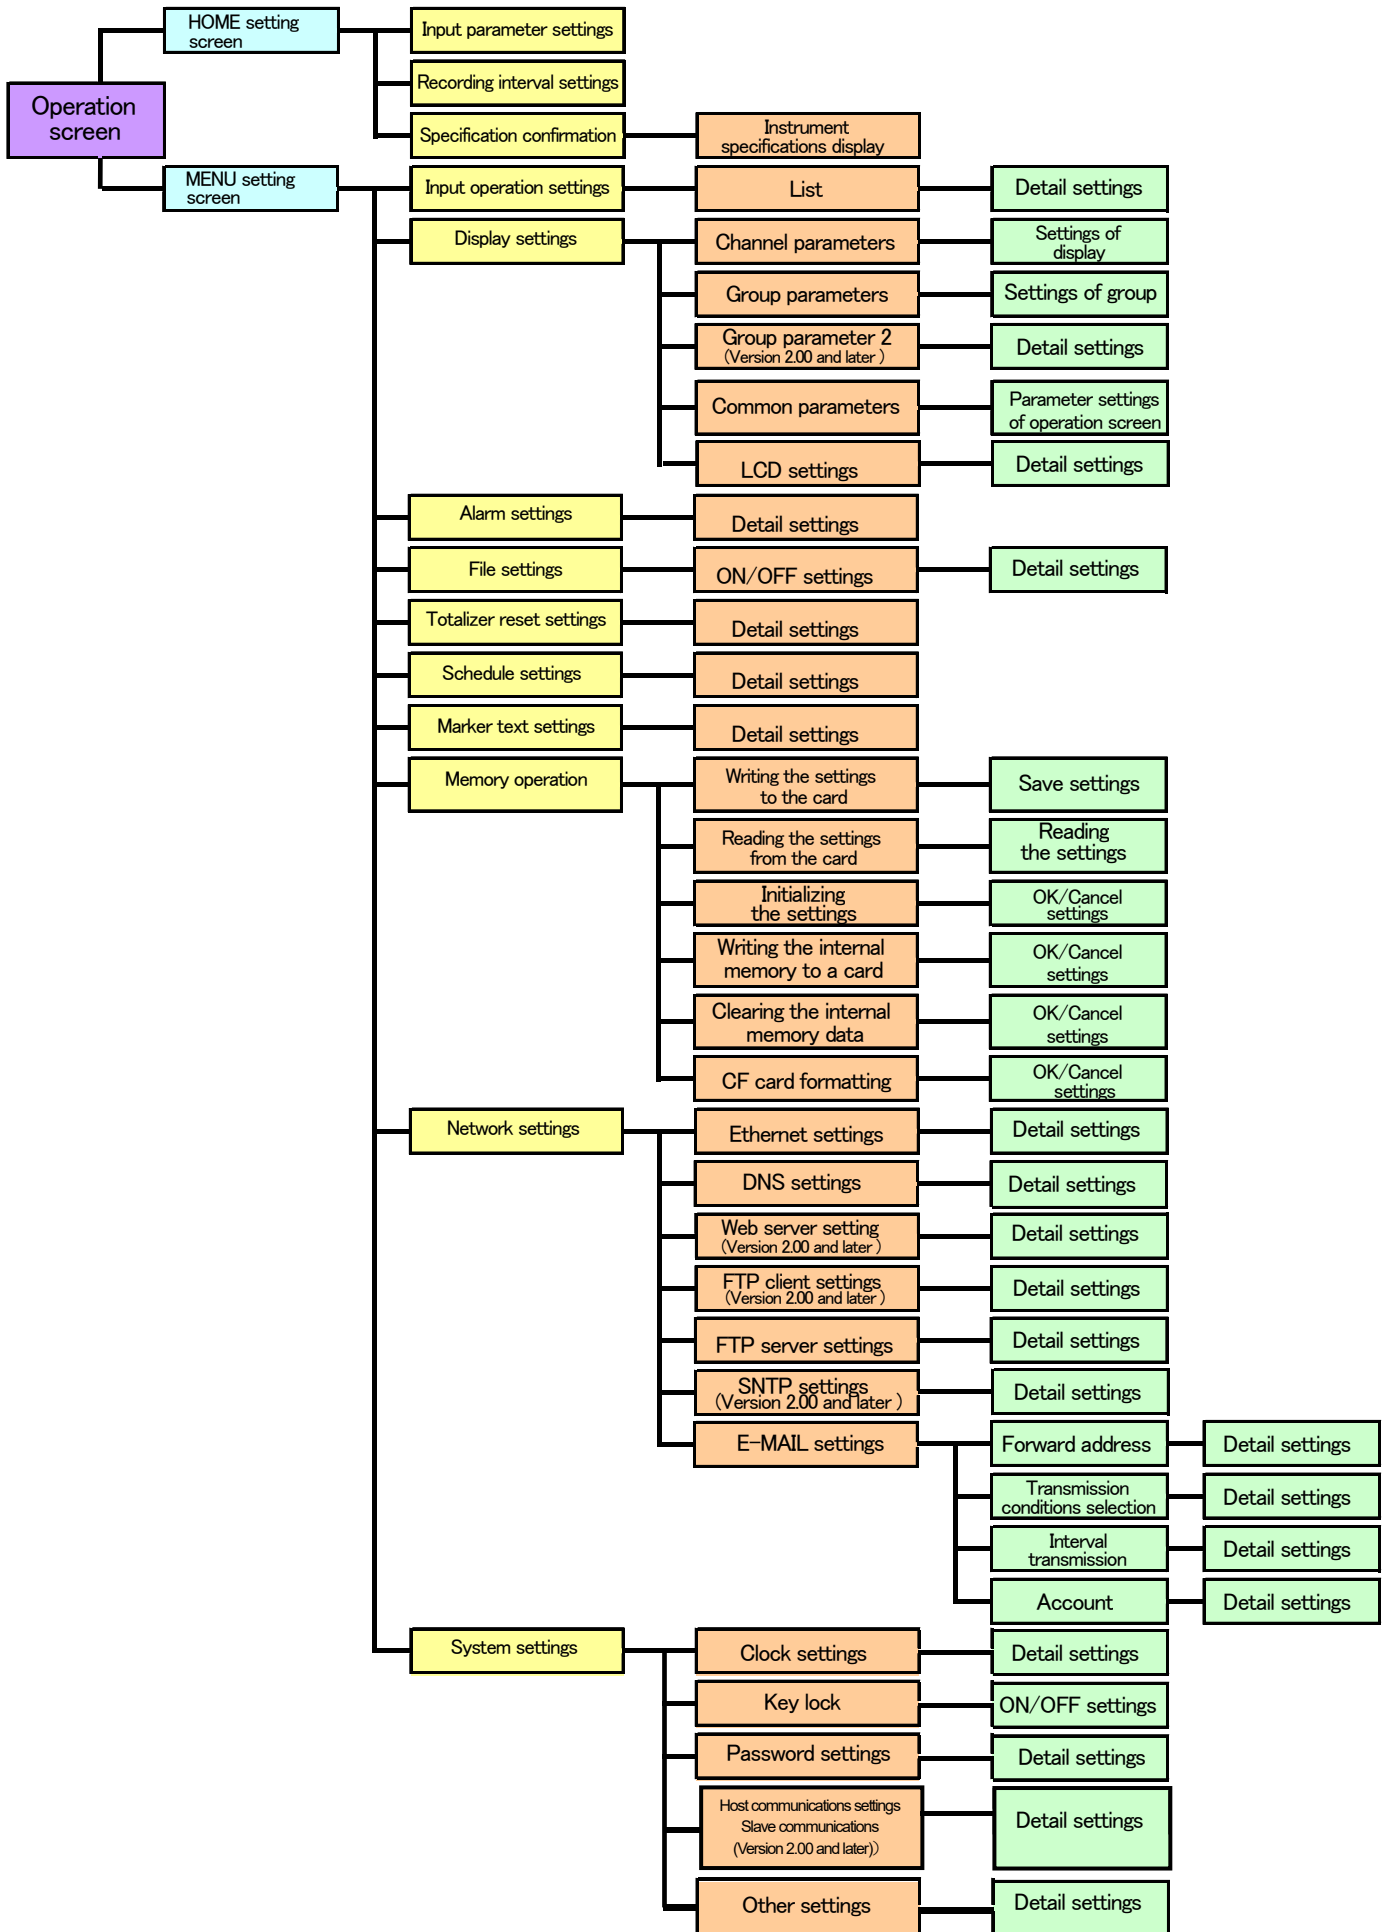 HOME setting
screen
Input parameter settings
Recording interval settings
Operation
screen
Specification confirmation
Instrument
specifications display
MENU setting
screen
Input operation settings
List
Detail settings
Display settings
Channel parameters
Settings of
display
Group parameters
Settings of group
Group parameter 2
(Version 2.00 and later )
Detail settings
Common parameters
Parameter settings
of operation screen
LCD settings
Detail settings
Alarm settings
Detail settings
File settings
ON/OFF settings
Detail settings
Totalizer reset settings
Detail settings
Schedule settings
Detail settings
Marker text settings
Detail settings
Memory operation
Writing the settings
to the card
Save settings
Reading the settings
from the card
Reading
the settings
Initializing
the settings
OK/Cancel
settings
Writing the internal
memory to a card
OK/Cancel
settings
Clearing the internal
memory data
OK/Cancel
settings
CF card formatting
OK/Cancel
settings
Network settings
Ethernet settings
Detail settings
DNS settings
Detail settings
Web server setting
(Version 2.00 and later )
Detail settings
FTP client settings
(Version 2.00 and later )
Detail settings
FTP server settings
Detail settings
SNTP settings
(Version 2.00 and later )
Detail settings
E-MAIL settings
Forward address
Detail settings
Transmission
conditions selection
Detail settings
Interval
transmission
Detail settings
Account
Detail settings
System settings
Clock settings
Detail settings
Key lock
ON/OFF settings
Password settings
Detail settings
Host communications settings
Slave communications
(Version 2.00 and later)）
Detail settings
Other settings
Detail settings